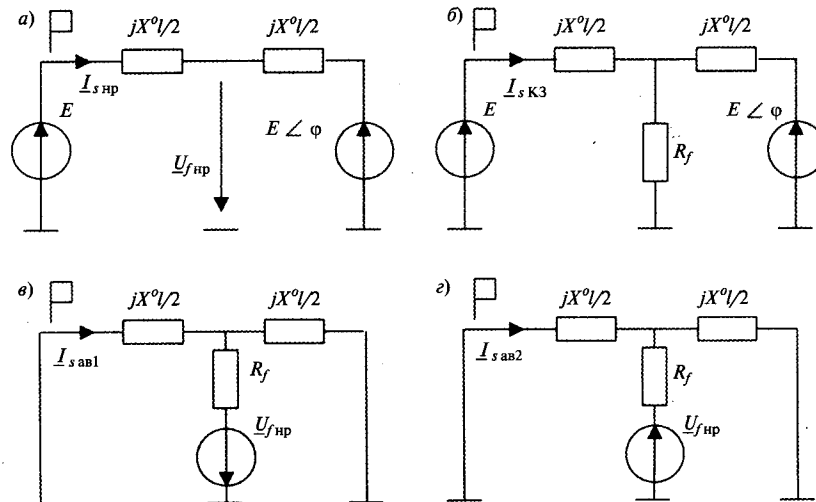 а) jX⁰l/2 jX⁰l/2
I_s нр
E
E ∠ φ
U_f нр
б) jX⁰l/2 jX⁰l/2
I_s КЗ
E
E ∠ φ
R_f
в) jX⁰l/2 jX⁰l/2
I_s ав1
R_f
U_f нр
г) jX⁰l/2 jX⁰l/2
I_s ав2
R_f
U_f нр